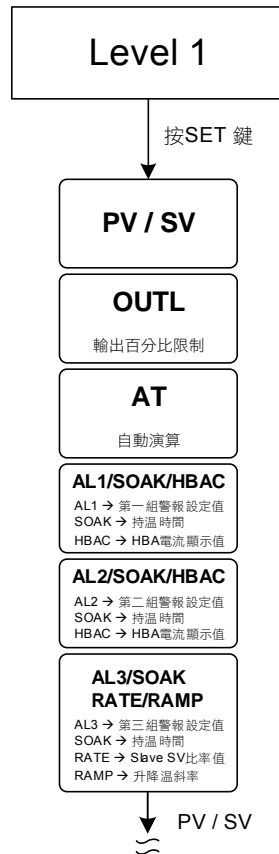 Level 1
按SET 鍵
PV / SV
OUTL
輸出百分比限制
AT
自動演算
AL1/SOAK/HBAC
AL1 → 第一組警報設定值
SOAK → 持温時間
HBAC → HBA電流顯示值
AL2/SOAK/HBAC
AL2 → 第二組警報設定值
SOAK → 持温時間
HBAC → HBA電流顯示值
AL3/SOAK
RATE/RAMP
AL3 → 第三組警報設定值
SOAK → 持温時間
RATE → Slave SV比率值
RAMP → 升降温斜率
PV / SV